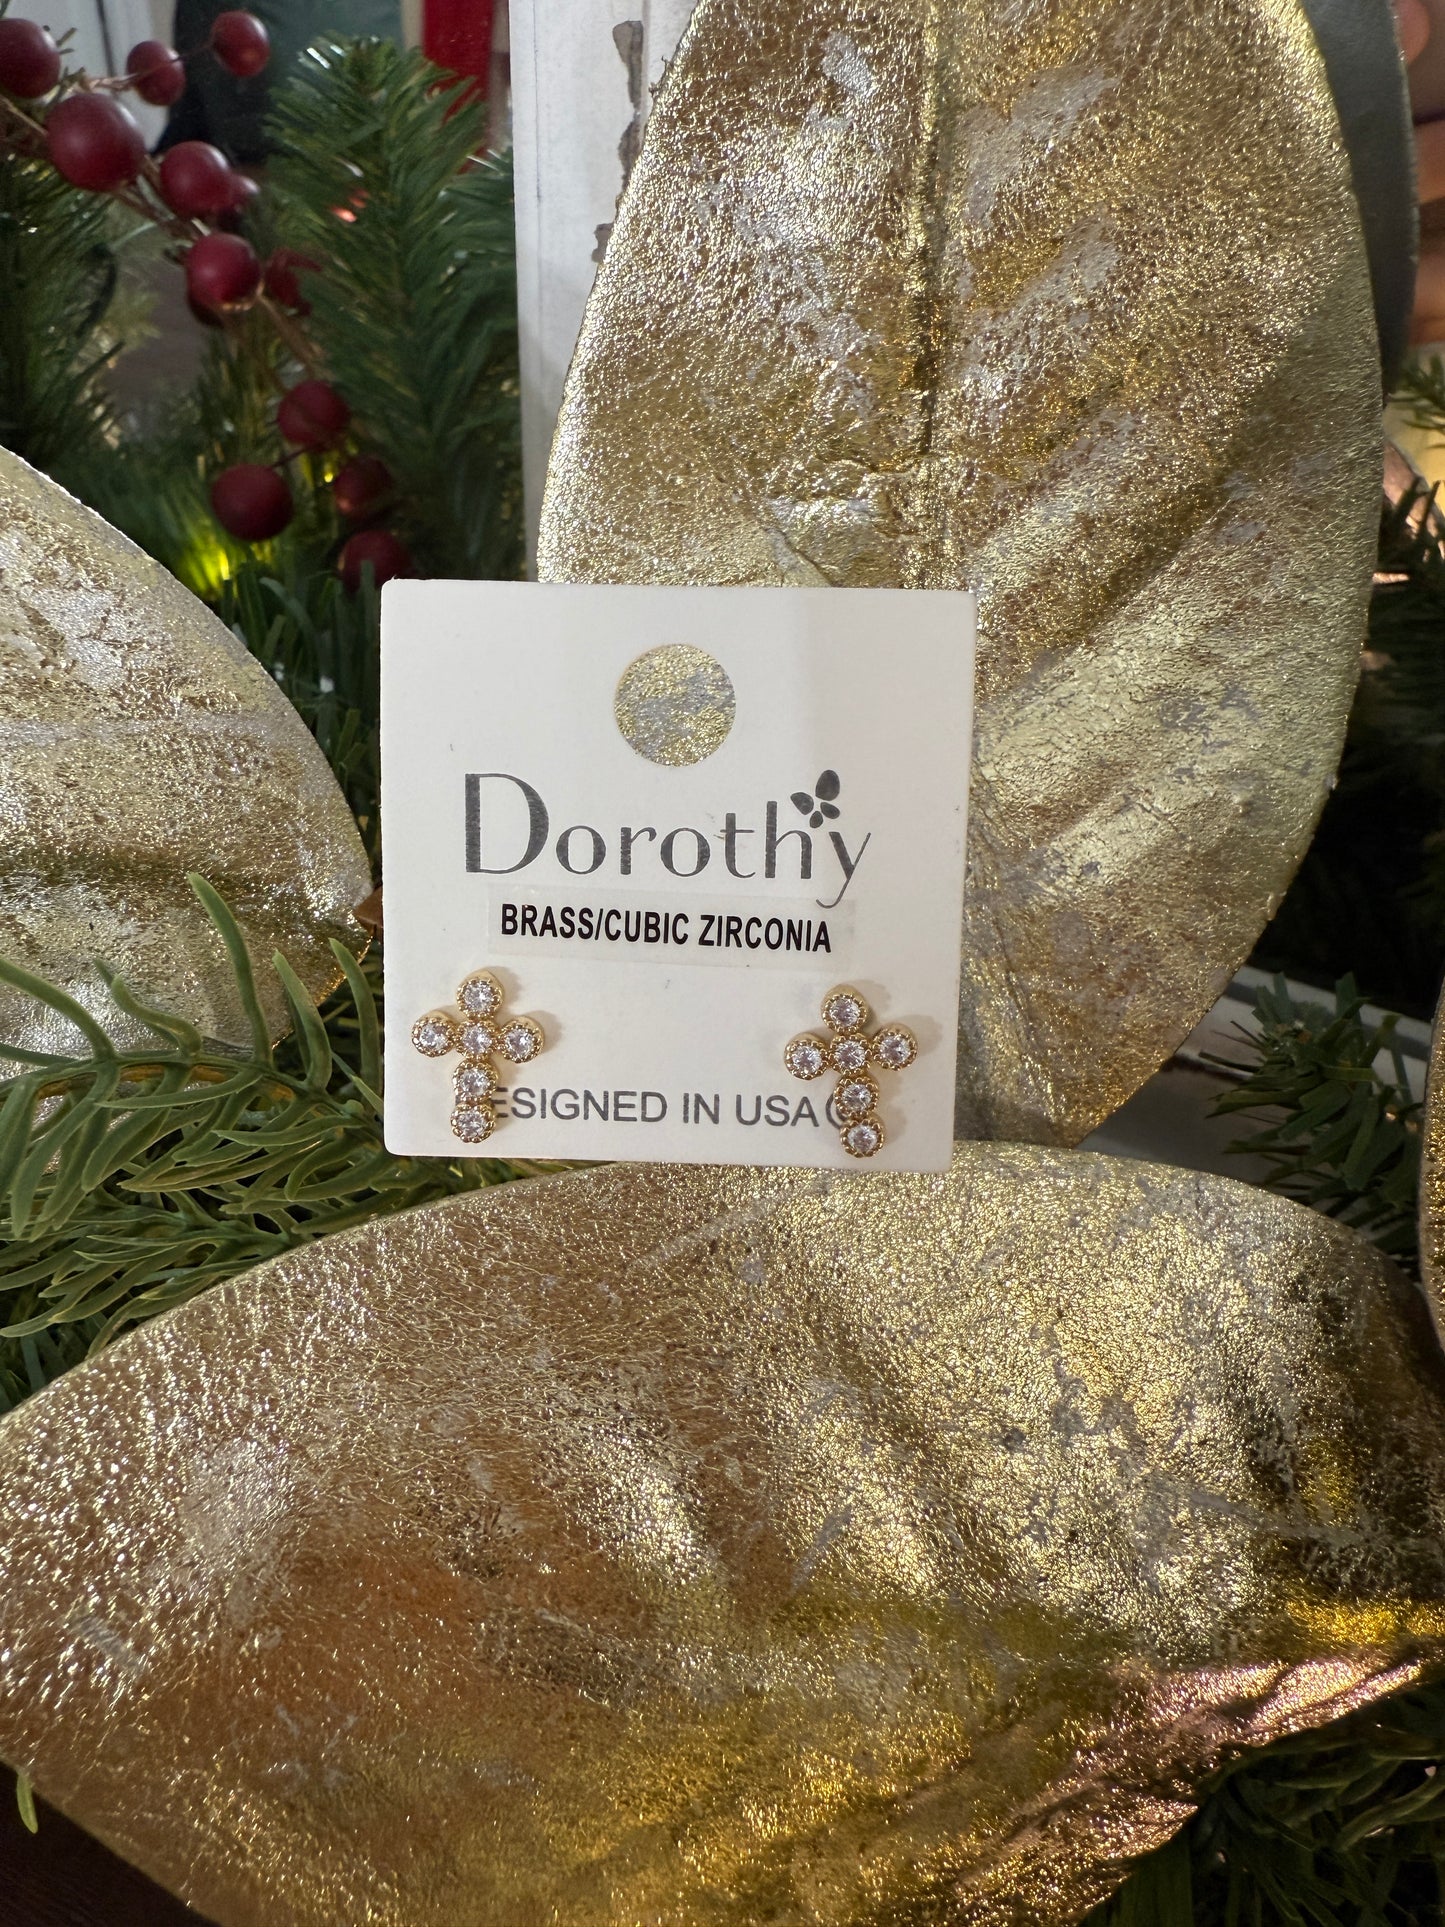 Dorothy
BRASS/CUBIC ZIRCONIA
ESIGNED IN USA